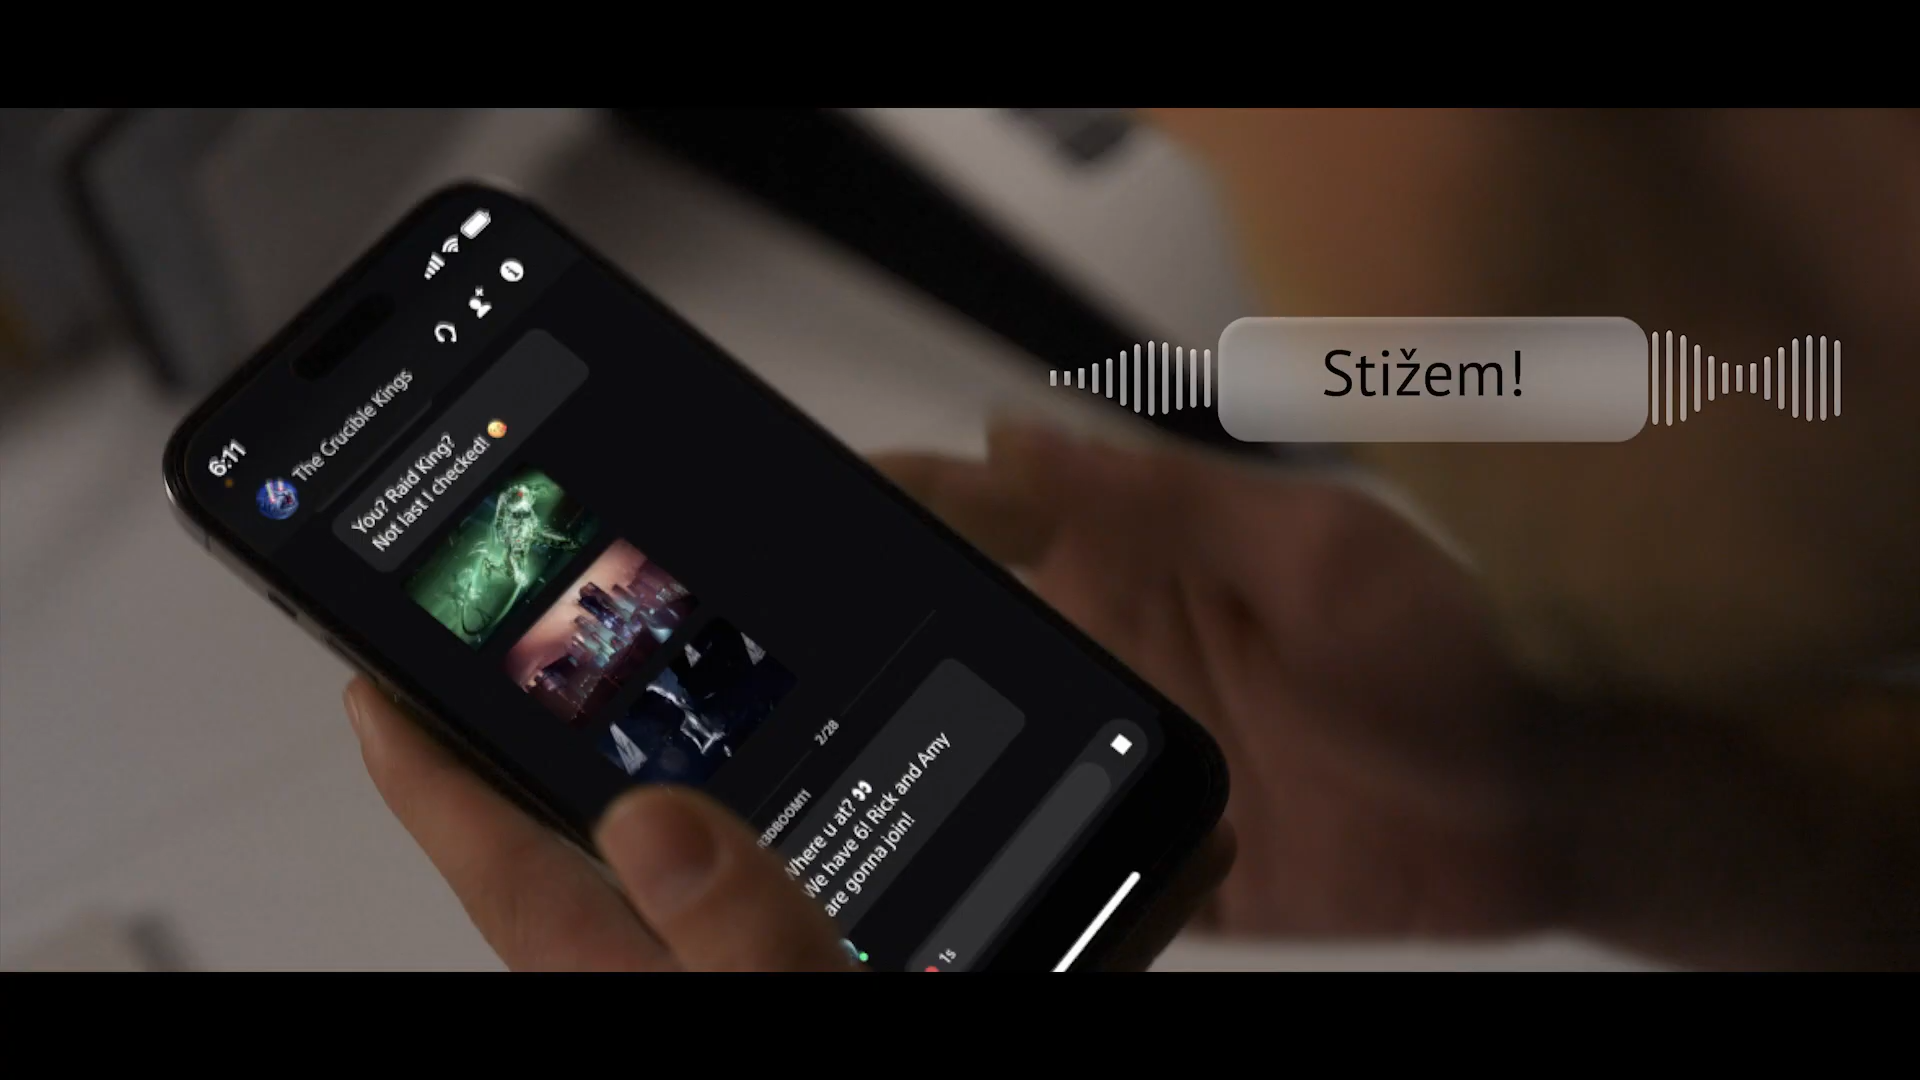 6:11
The Crucible Kings
You? Raid King?
Not last I checked! 😘
2/28
R3DBOOM11
Where u at? 👀
We have 6! Rick and Amy
are gonna join!
1s
Stižem!